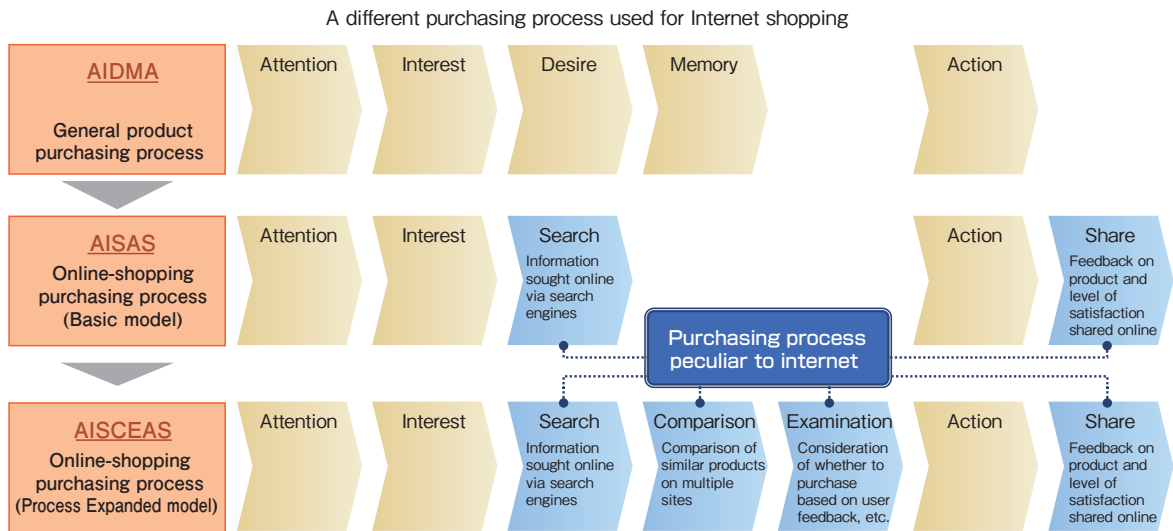 A different purchasing process used for Internet shopping
AIDMA
General product
purchasing process
Attention
Interest
Desire
Memory
Action
AISAS
Online-shopping
purchasing process
(Basic model)
Attention
Interest
Search
Information
sought online
via search
engines
Action
Share
Feedback on
product and
level of
satisfaction
shared online
Purchasing process
peculiar to internet
AISCEAS
Online-shopping
purchasing process
(Process Expanded model)
Attention
Interest
Search
Information
sought online
via search
engines
Comparison
Comparison of
similar products
on multiple
sites
Examination
Consideration
of whether to
purchase
based on user
feedback, etc.
Action
Share
Feedback on
product and
level of
satisfaction
shared online